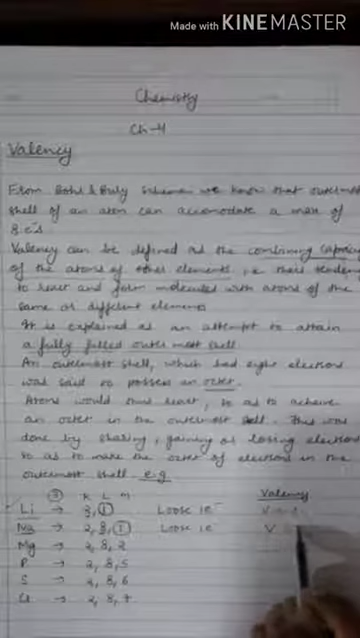 Made with KINEMASTER
Chemistry
Ch-4
Valency
From Bohr & Bury scheme we know that outermost
shell of an atom can accomodate a max of
8 e⁻s
Valency can be defined as the combining capacity
of the atoms of other elements, i.e their tendency
to react and form molecules with atoms of the
same or different elements
It is explained as an attempt to attain
a fully filled outermost shell.
An outermost shell, which had eight electrons
was said to possess an octet.
Atoms would thus react, so as to achieve
an octet in the outermost shell. This was
done by sharing, gaining or losing electrons
so as to make the octet of electrons in the
outermost shell e.g
K L M Valency
Li → 2, 1 Loose 1e⁻ V
Na → 2, 8, 1 Loose 1e V
Mg → 2, 8, 2
P → 2, 8, 5
S → 2, 8, 6
Cl → 2, 8, 7